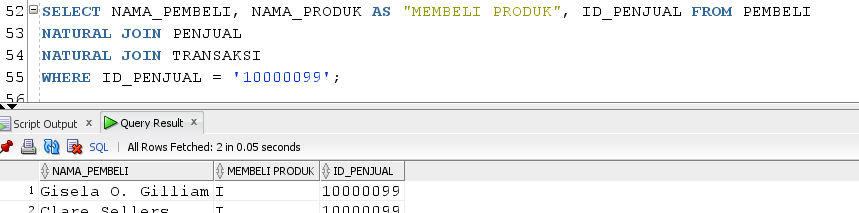 52 SELECT NAMA_PEMBELI, NAMA_PRODUK AS "MEMBELI PRODUK", ID_PENJUAL FROM PEMBELI
53 NATURAL JOIN PENJUAL
54 NATURAL JOIN TRANSAKSI
55 WHERE ID_PENJUAL = '10000099';
56
Script Output x Query Result x
SQL | All Rows Fetched: 2 in 0.05 seconds
NAMA_PEMBELI MEMBELI PRODUK ID_PENJUAL
1 Gisela O. Gilliam I 10000099
2 Clare Sellers I 10000099